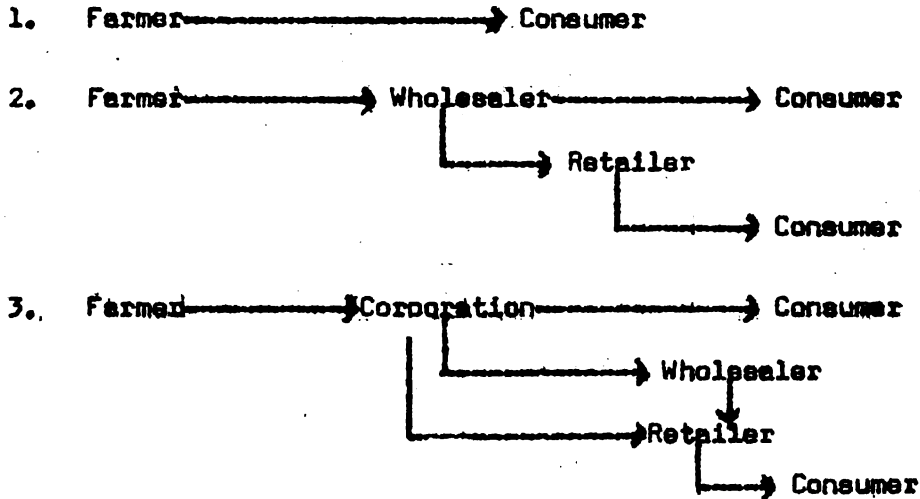 1. Farmer Consumer
2. Farmer Wholesaler Consumer
Retailer
Consumer
3. Farmer Corporation Consumer
Wholesaler
Retailer
Consumer